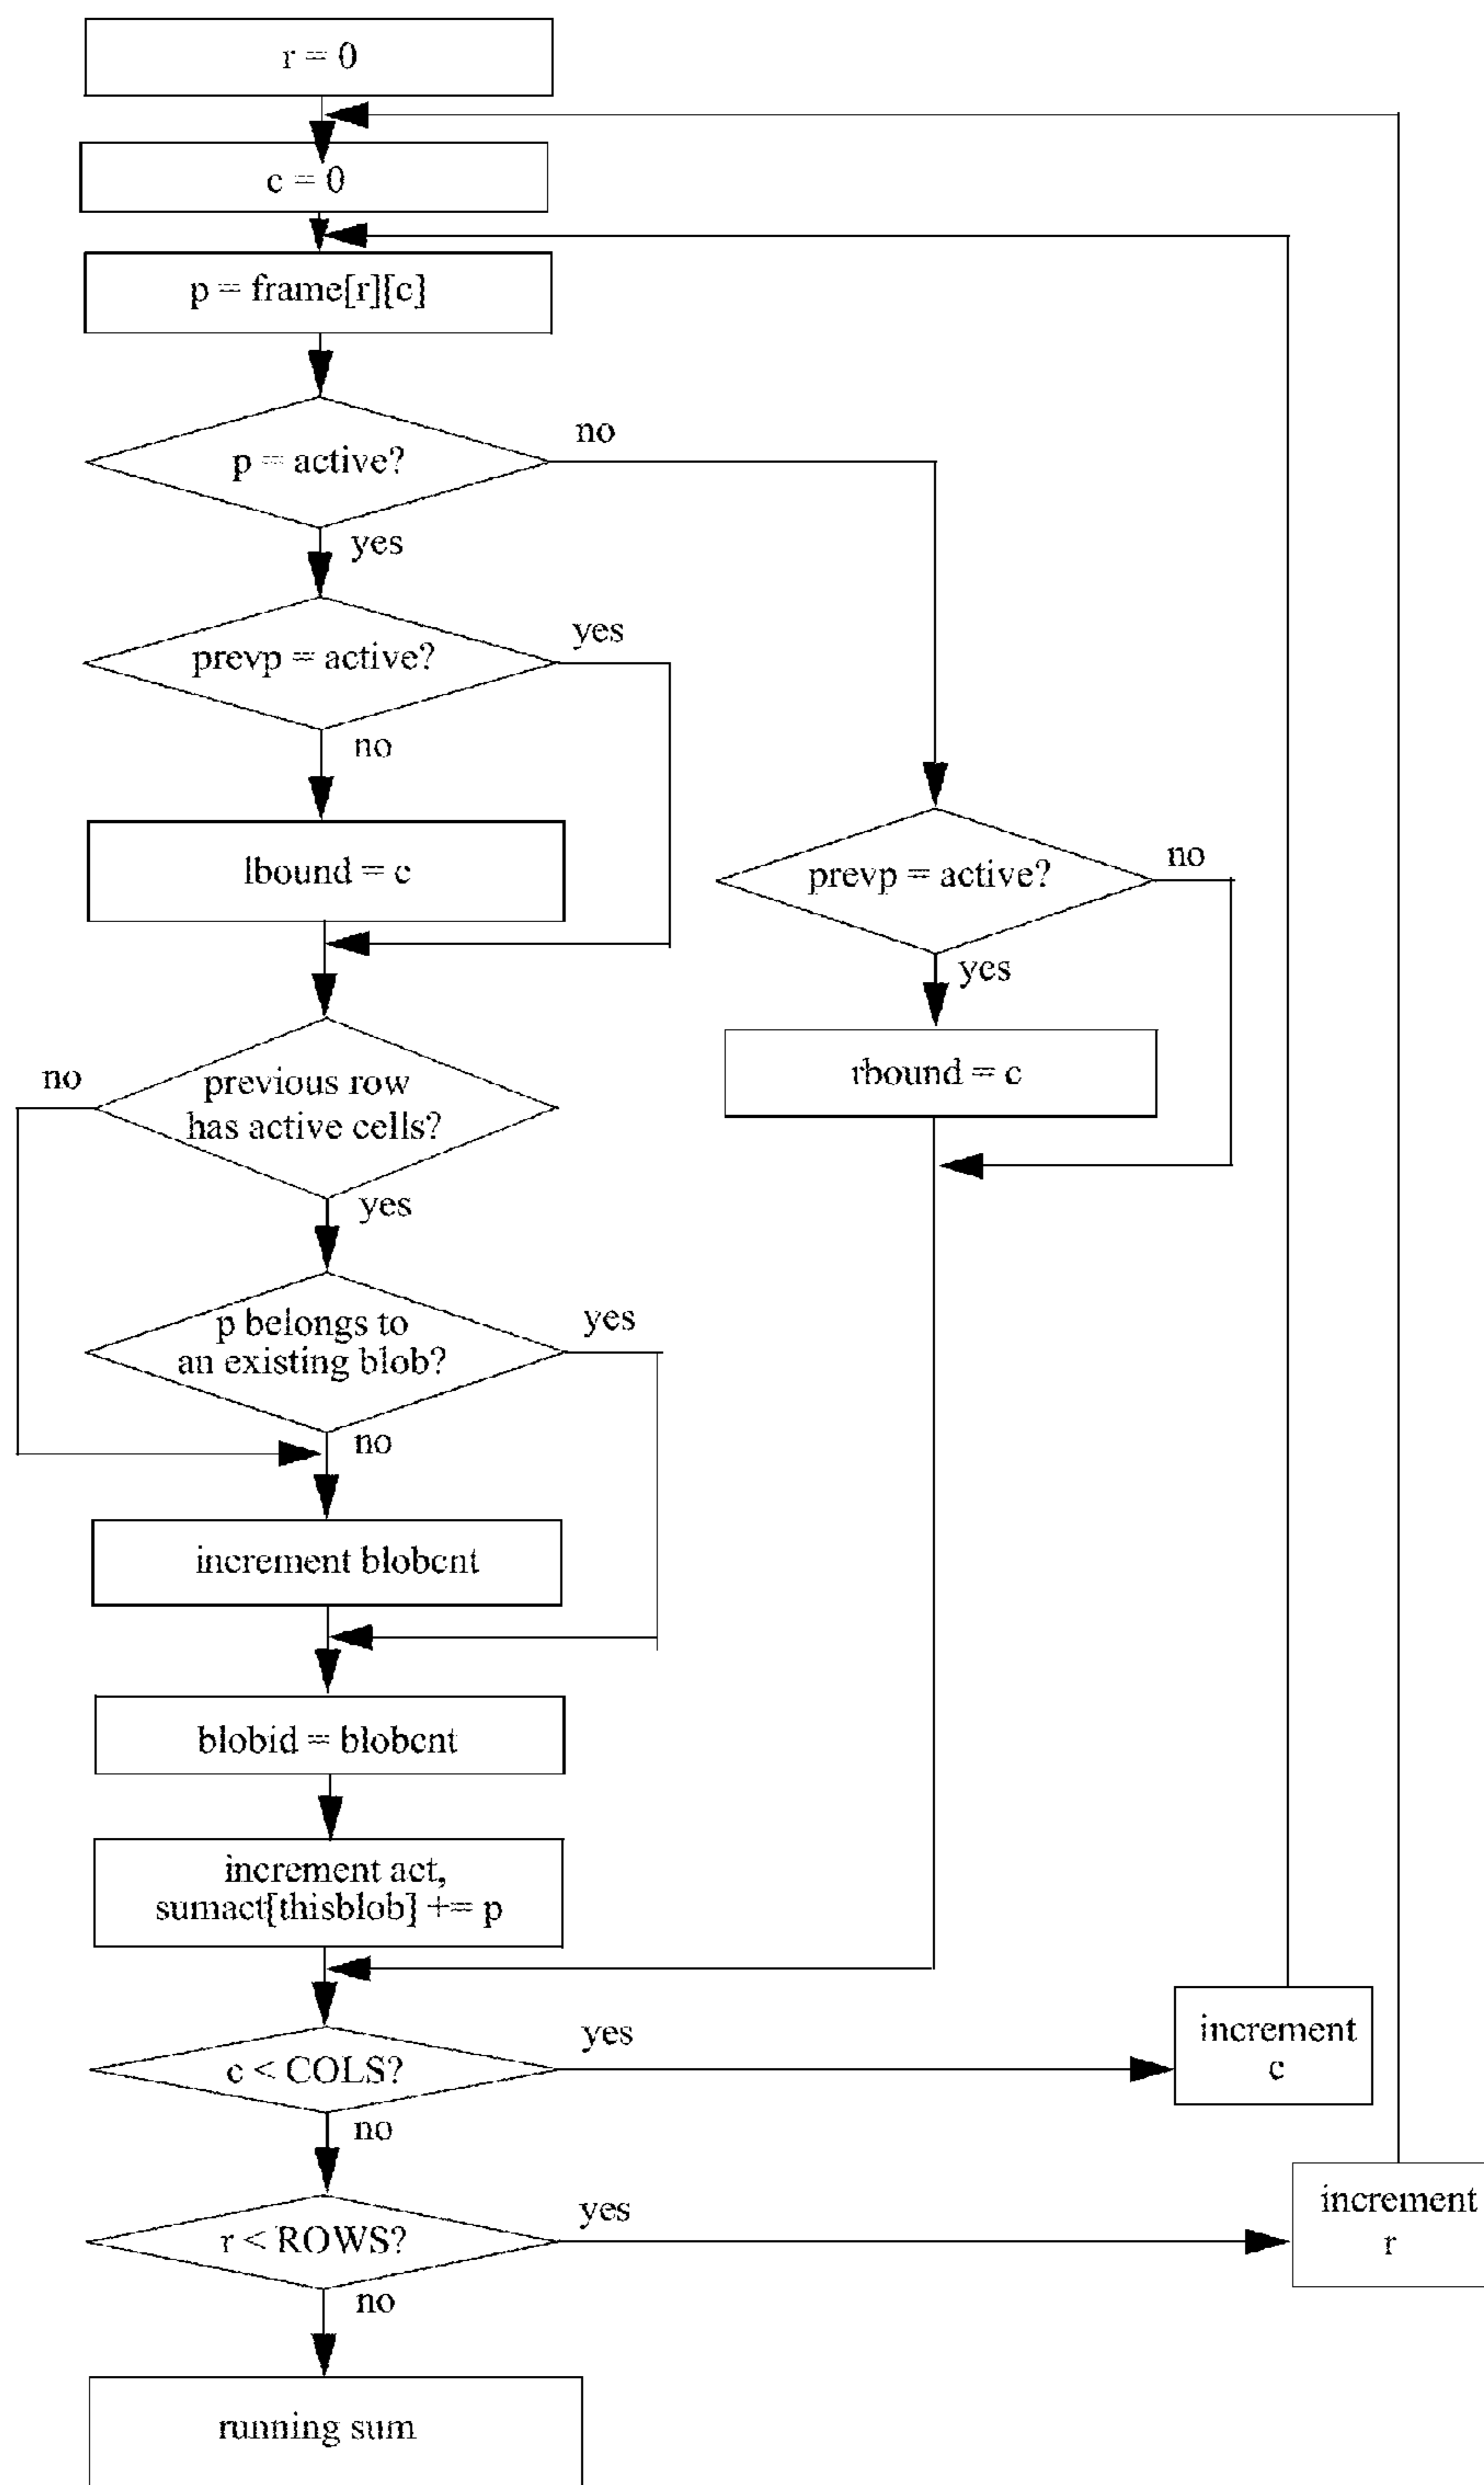 r = 0
c = 0
p = frame[r][c]
p = active?
no
yes
prevp = active?
yes
no
lbound = c
prevp = active?
no
yes
rbound = c
previous row
has active cells?
no
yes
p belongs to
an existing blob?
yes
no
increment blobcnt
blobid = blobcnt
increment act,
sumact[thisblob] += p
c < COLS?
yes
no
increment
c
r < ROWS?
yes
no
increment
r
running sum